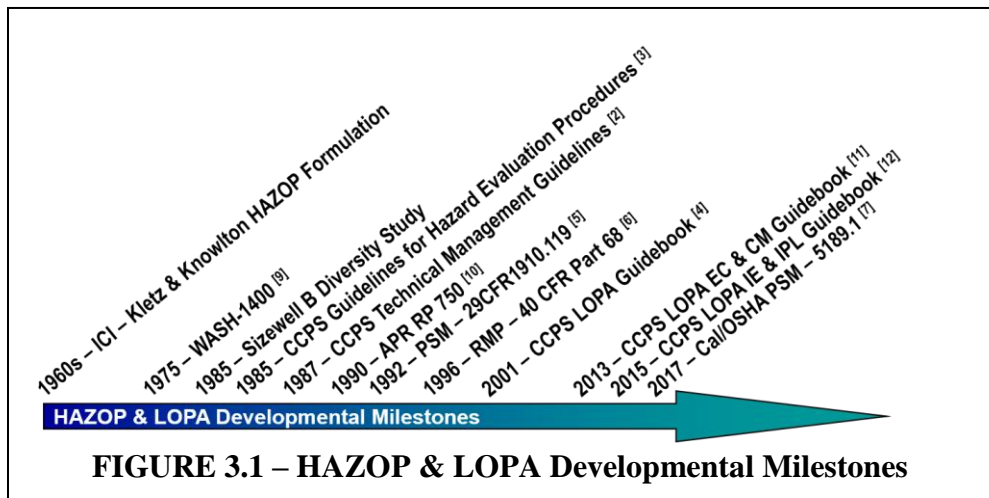 1960s – ICI – Kletz & Knowlton HAZOP Formulation
1975 – WASH-1400 [9]
1985 – Sizewell B Diversity Study
1985 – CCPS Guidelines for Hazard Evaluation Procedures [3]
1987 – CCPS Technical Management Guidelines [2]
1990 – APR RP 750 [10]
1992 – PSM – 29CFR1910.119 [5]
1996 – RMP – 40 CFR Part 68 [6]
2001 – CCPS LOPA Guidebook [4]
2013 – CCPS LOPA EC & CM Guidebook [11]
2015 – CCPS LOPA IE & IPL Guidebook [12]
2017 – Cal/OSHA PSM – 5189.1 [7]
HAZOP & LOPA Developmental Milestones
FIGURE 3.1 – HAZOP & LOPA Developmental Milestones